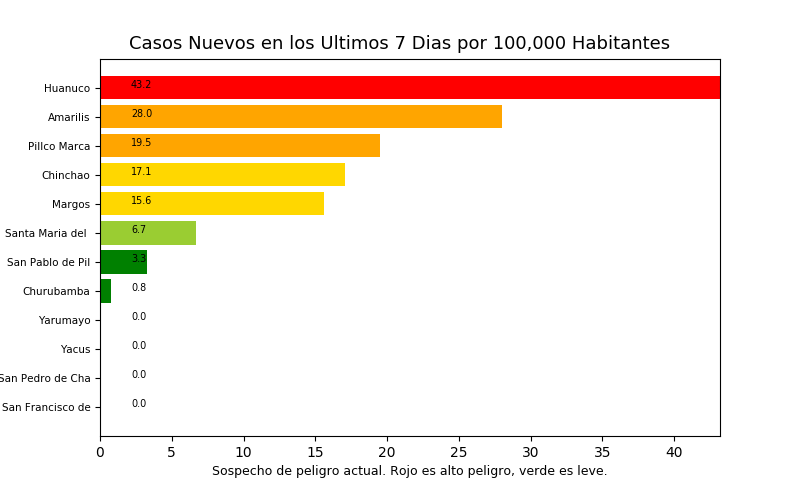 Casos Nuevos en los Ultimos 7 Dias por 100,000 Habitantes
Huanuco 43.2
Amarilis 28.0
Pillco Marca 19.5
Chinchao 17.1
Margos 15.6
Santa Maria del 6.7
San Pablo de Pil 3.3
Churubamba 0.8
Yarumayo 0.0
Yacus 0.0
San Pedro de Cha 0.0
San Francisco de 0.0
0 5 10 15 20 25 30 35 40
Sospecho de peligro actual. Rojo es alto peligro, verde es leve.